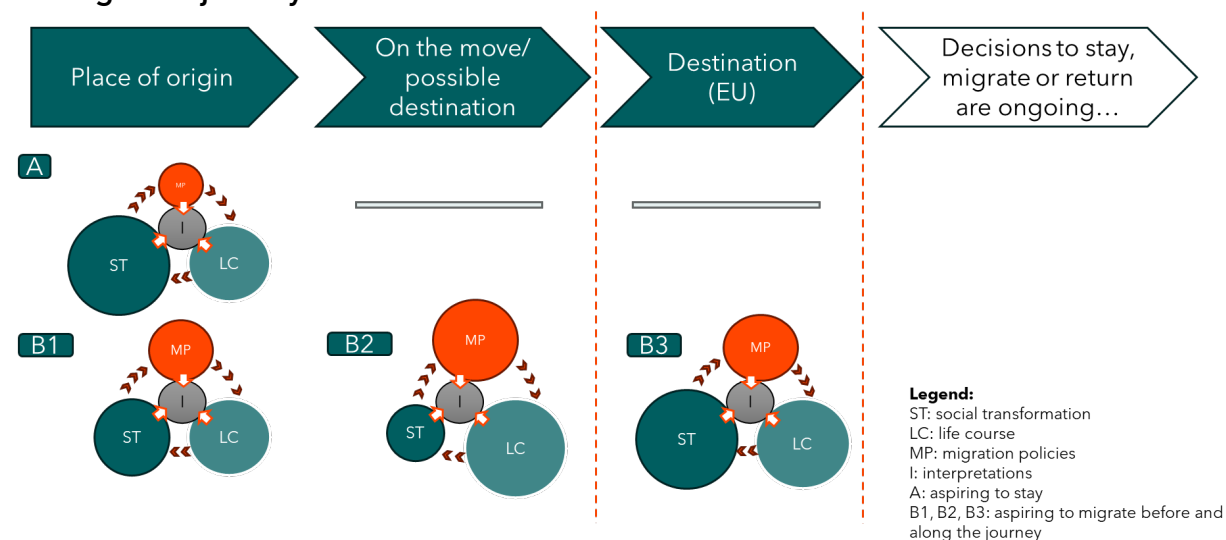 Place of origin
On the move/
possible
destination
Destination
(EU)
Decisions to stay,
migrate or return
are ongoing...
A
MP
I
ST
LC
B1
MP
I
ST
LC
B2
MP
I
ST
LC
B3
MP
I
ST
LC
Legend:
ST: social transformation
LC: life course
MP: migration policies
I: interpretations
A: aspiring to stay
B1, B2, B3: aspiring to migrate before and
along the journey